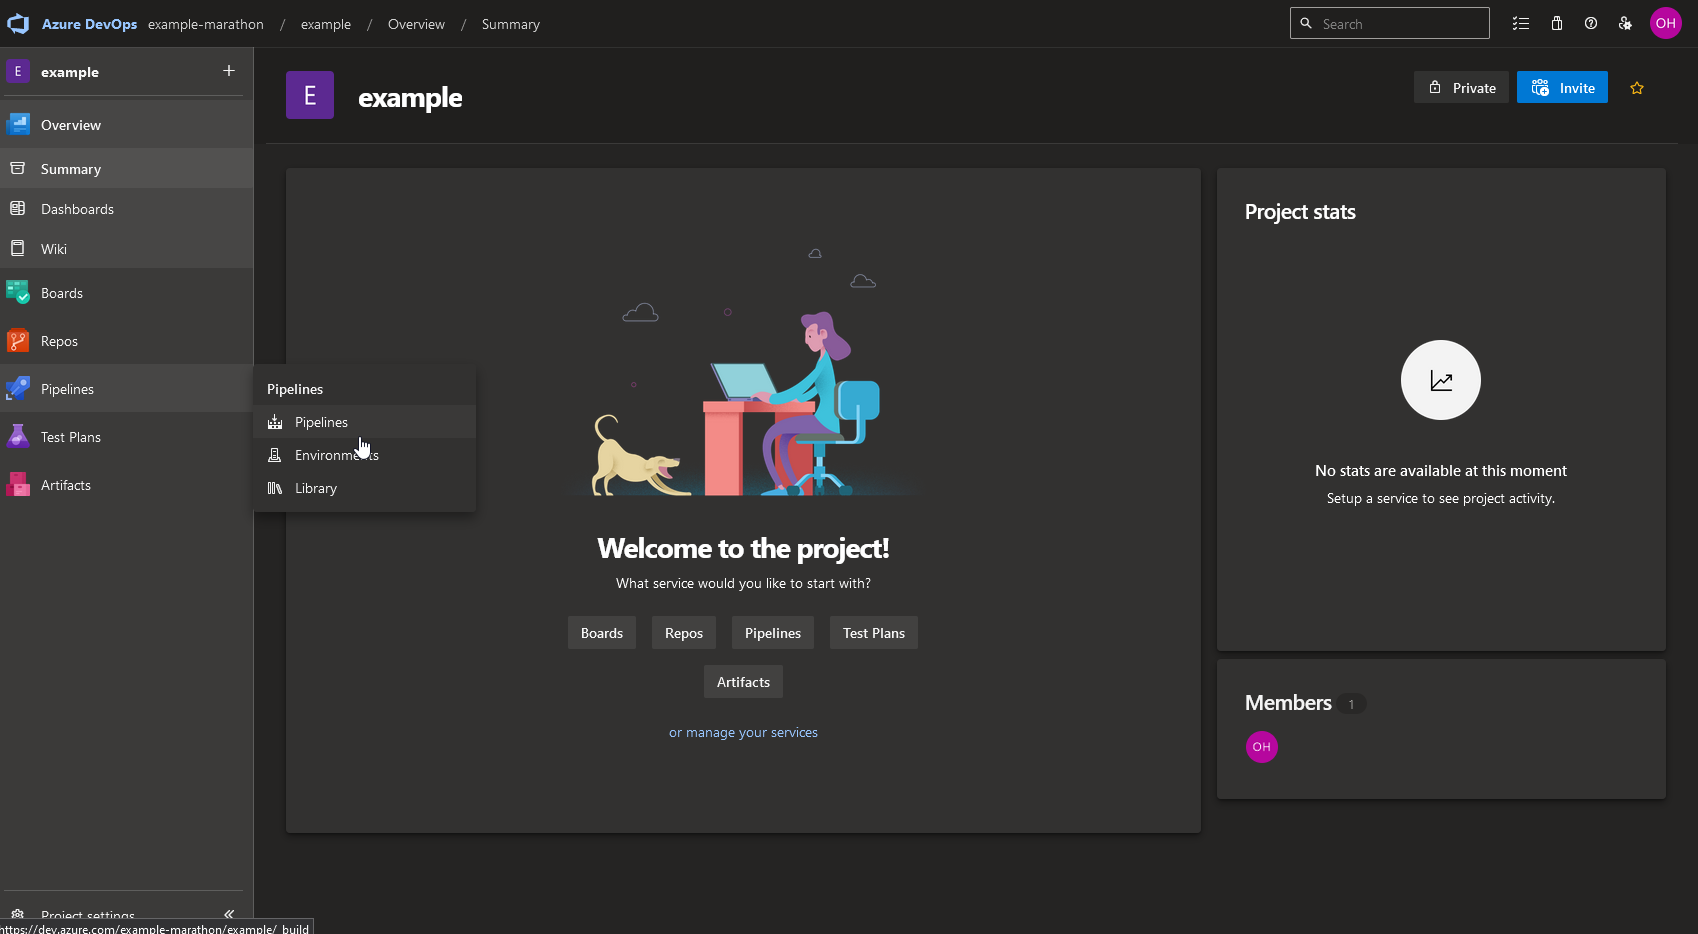 Azure DevOps example-marathon / example / Overview / Summary
Search
OH
E example
Overview
Summary
Dashboards
Wiki
Boards
Repos
Pipelines
Test Plans
Artifacts
Project settings
https://dev.azure.com/example-marathon/example/_build
Pipelines
Pipelines
Environments
Library
E example
Private
Invite
Welcome to the project!
What service would you like to start with?
Boards Repos Pipelines Test Plans
Artifacts
or manage your services
Project stats
No stats are available at this moment
Setup a service to see project activity.
Members 1
OH